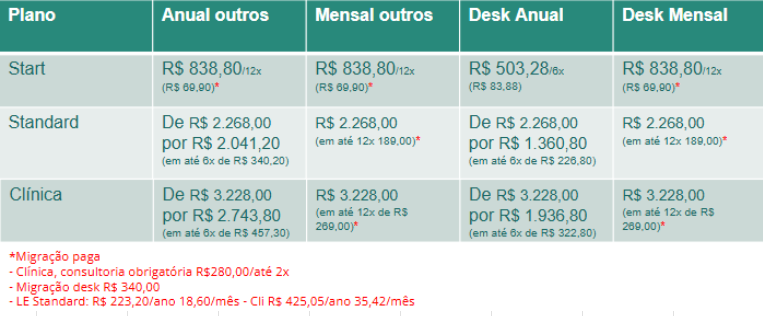 Plano Anual outros Mensal outros Desk Anual Desk Mensal
Start R$ 838,80/12x R$ 838,80/12x R$ 503,28/6x R$ 838,80/12x
(R$ 69,90)* (R$ 69,90)* (R$ 83,88) (R$ 69,90)*
Standard De R$ 2.268,00 R$ 2.268,00 De R$ 2.268,00 R$ 2.268,00
por R$ 2.041,20 (em até 12x 189,00)* por R$ 1.360,80 (em até 12x 189,00)*
(em até 6x de R$ 340,20) (em até 6x de R$ 226,80)
Clínica De R$ 3.228,00 R$ 3.228,00 De R$ 3.228,00 R$ 3.228,00
por R$ 2.743,80 (em até 12x de R$ por R$ 1.936,80 (em até 12x de R$
(em até 6x de R$ 457,30) 269,00)* (em até 6x de R$ 322,80) 269,00)*
*Migração paga
- Clínica, consultoria obrigatória R$280,00/até 2x
- Migração desk R$ 340,00
- LE Standard: R$ 223,20/ano 18,60/mês - Cli R$ 425,05/ano 35,42/mês